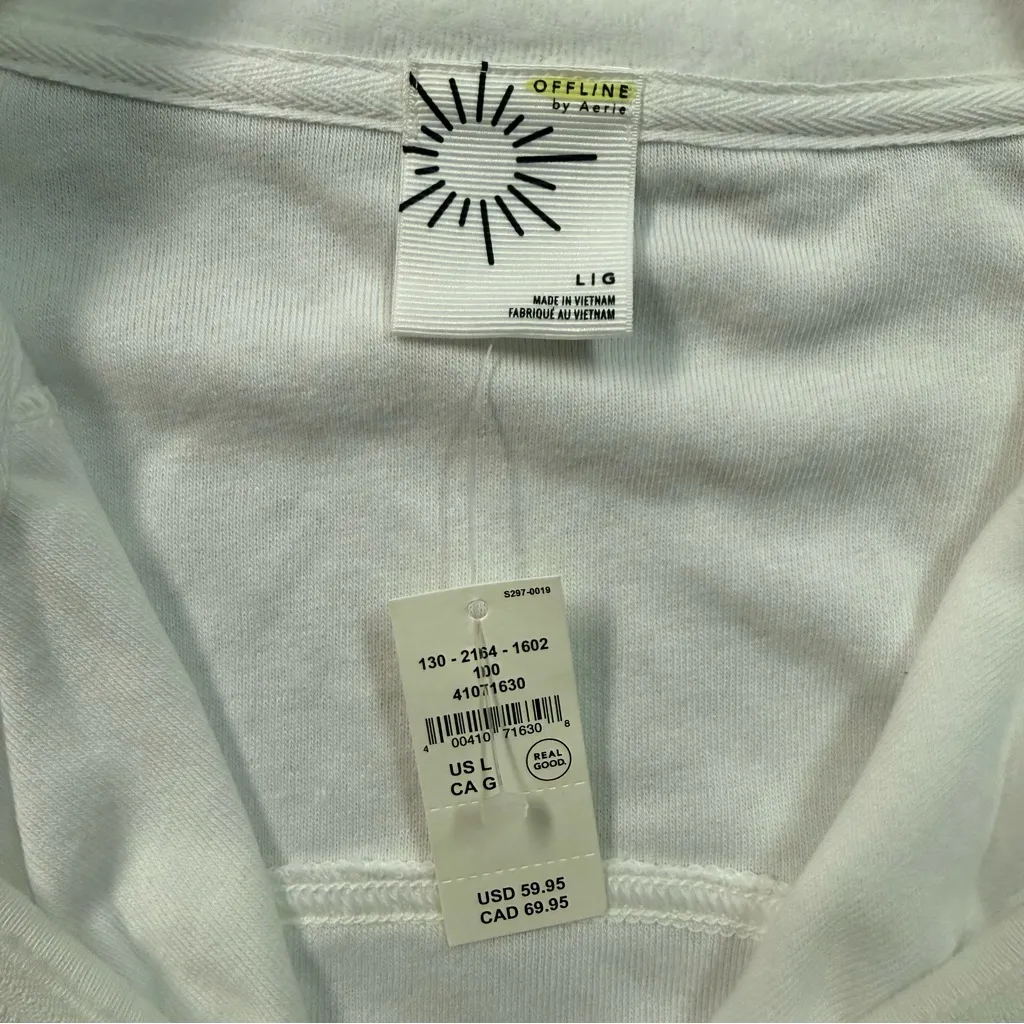 OFFLINE
by Aerie
L | G
MADE IN VIETNAM
FABRIQUÉ AU VIETNAM
S297-0019
130 - 2164 - 1602
100
41071630
4 00410 71630 8
US L
CA G
REAL
GOOD.
USD 59.95
CAD 69.95